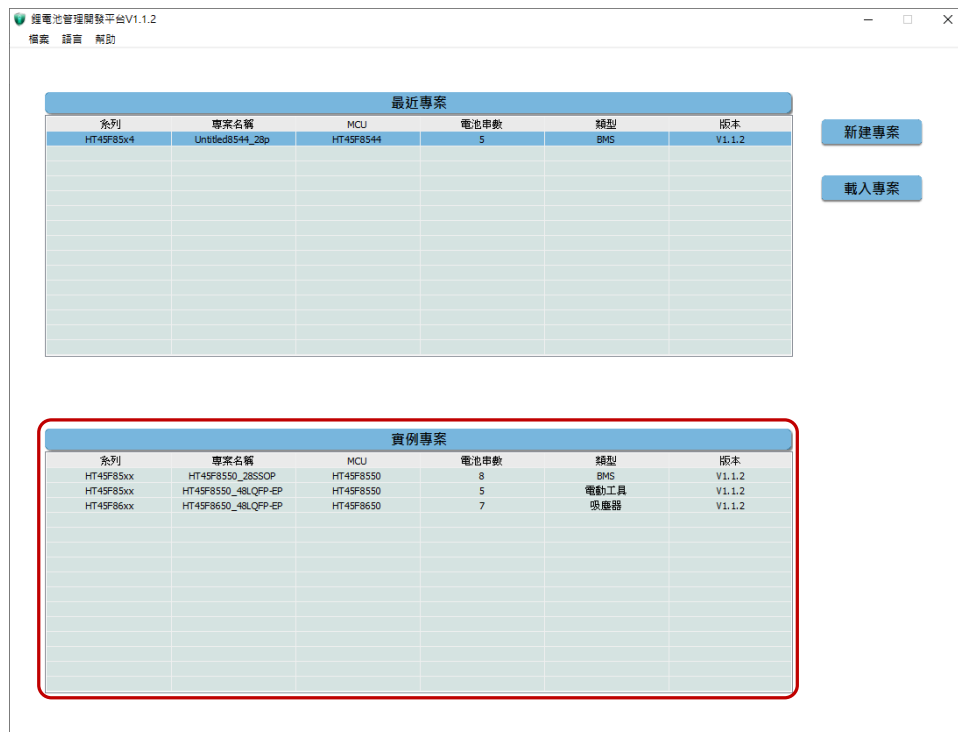 鋰電池管理開發平台V1.1.2
檔案 語言 幫助
最近專案
系列 專案名稱 MCU 電池串數 類型 版本
HT45F85x4 Untitled8544_28p HT45F8544 5 BMS V1.1.2
新建專案
載入專案
實例專案
系列 專案名稱 MCU 電池串數 類型 版本
HT45F85xx HT45F8550_28SSOP HT45F8550 8 BMS V1.1.2
HT45F85xx HT45F8550_48LQFP-EP HT45F8550 5 電動工具 V1.1.2
HT45F86xx HT45F8650_48LQFP-EP HT45F8650 7 吸塵器 V1.1.2